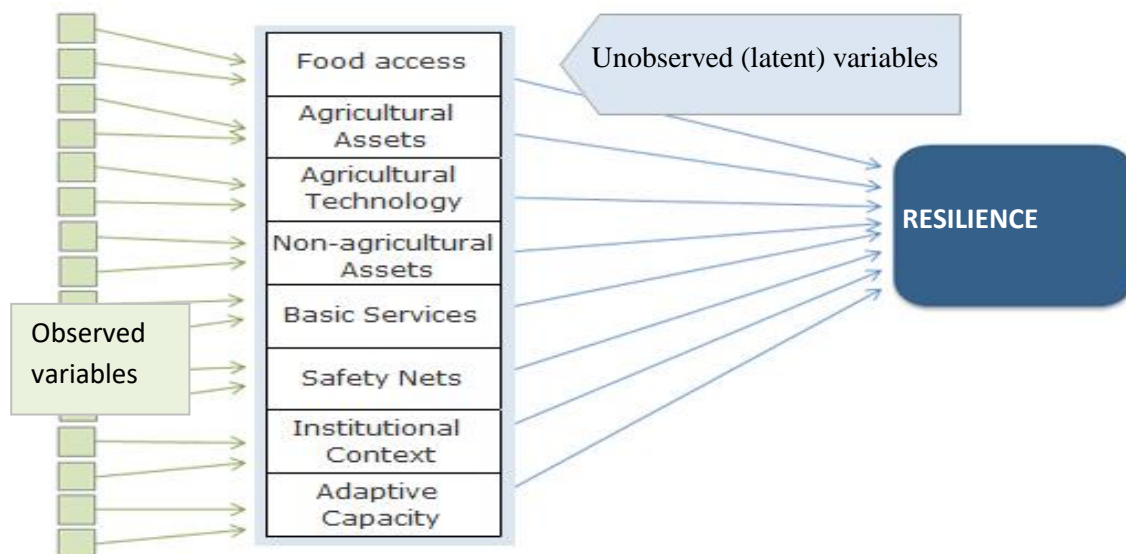 Food access
Agricultural
Assets
Agricultural
Technology
Non-agricultural
Assets
Basic Services
Safety Nets
Institutional
Context
Adaptive
Capacity
Unobserved (latent) variables
RESILIENCE
Observed
variables